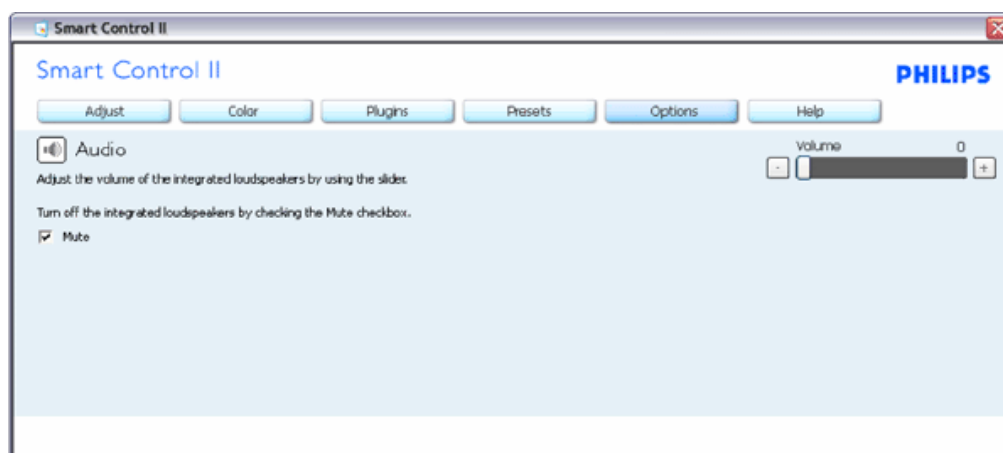 Smart Control II
Smart Control II
PHILIPS
Adjust Color Plugins Presets Options Help
Audio
Volume 0
- +
Adjust the volume of the integrated loudspeakers by using the slider.
Turn off the integrated loudspeakers by checking the Mute checkbox.
Mute